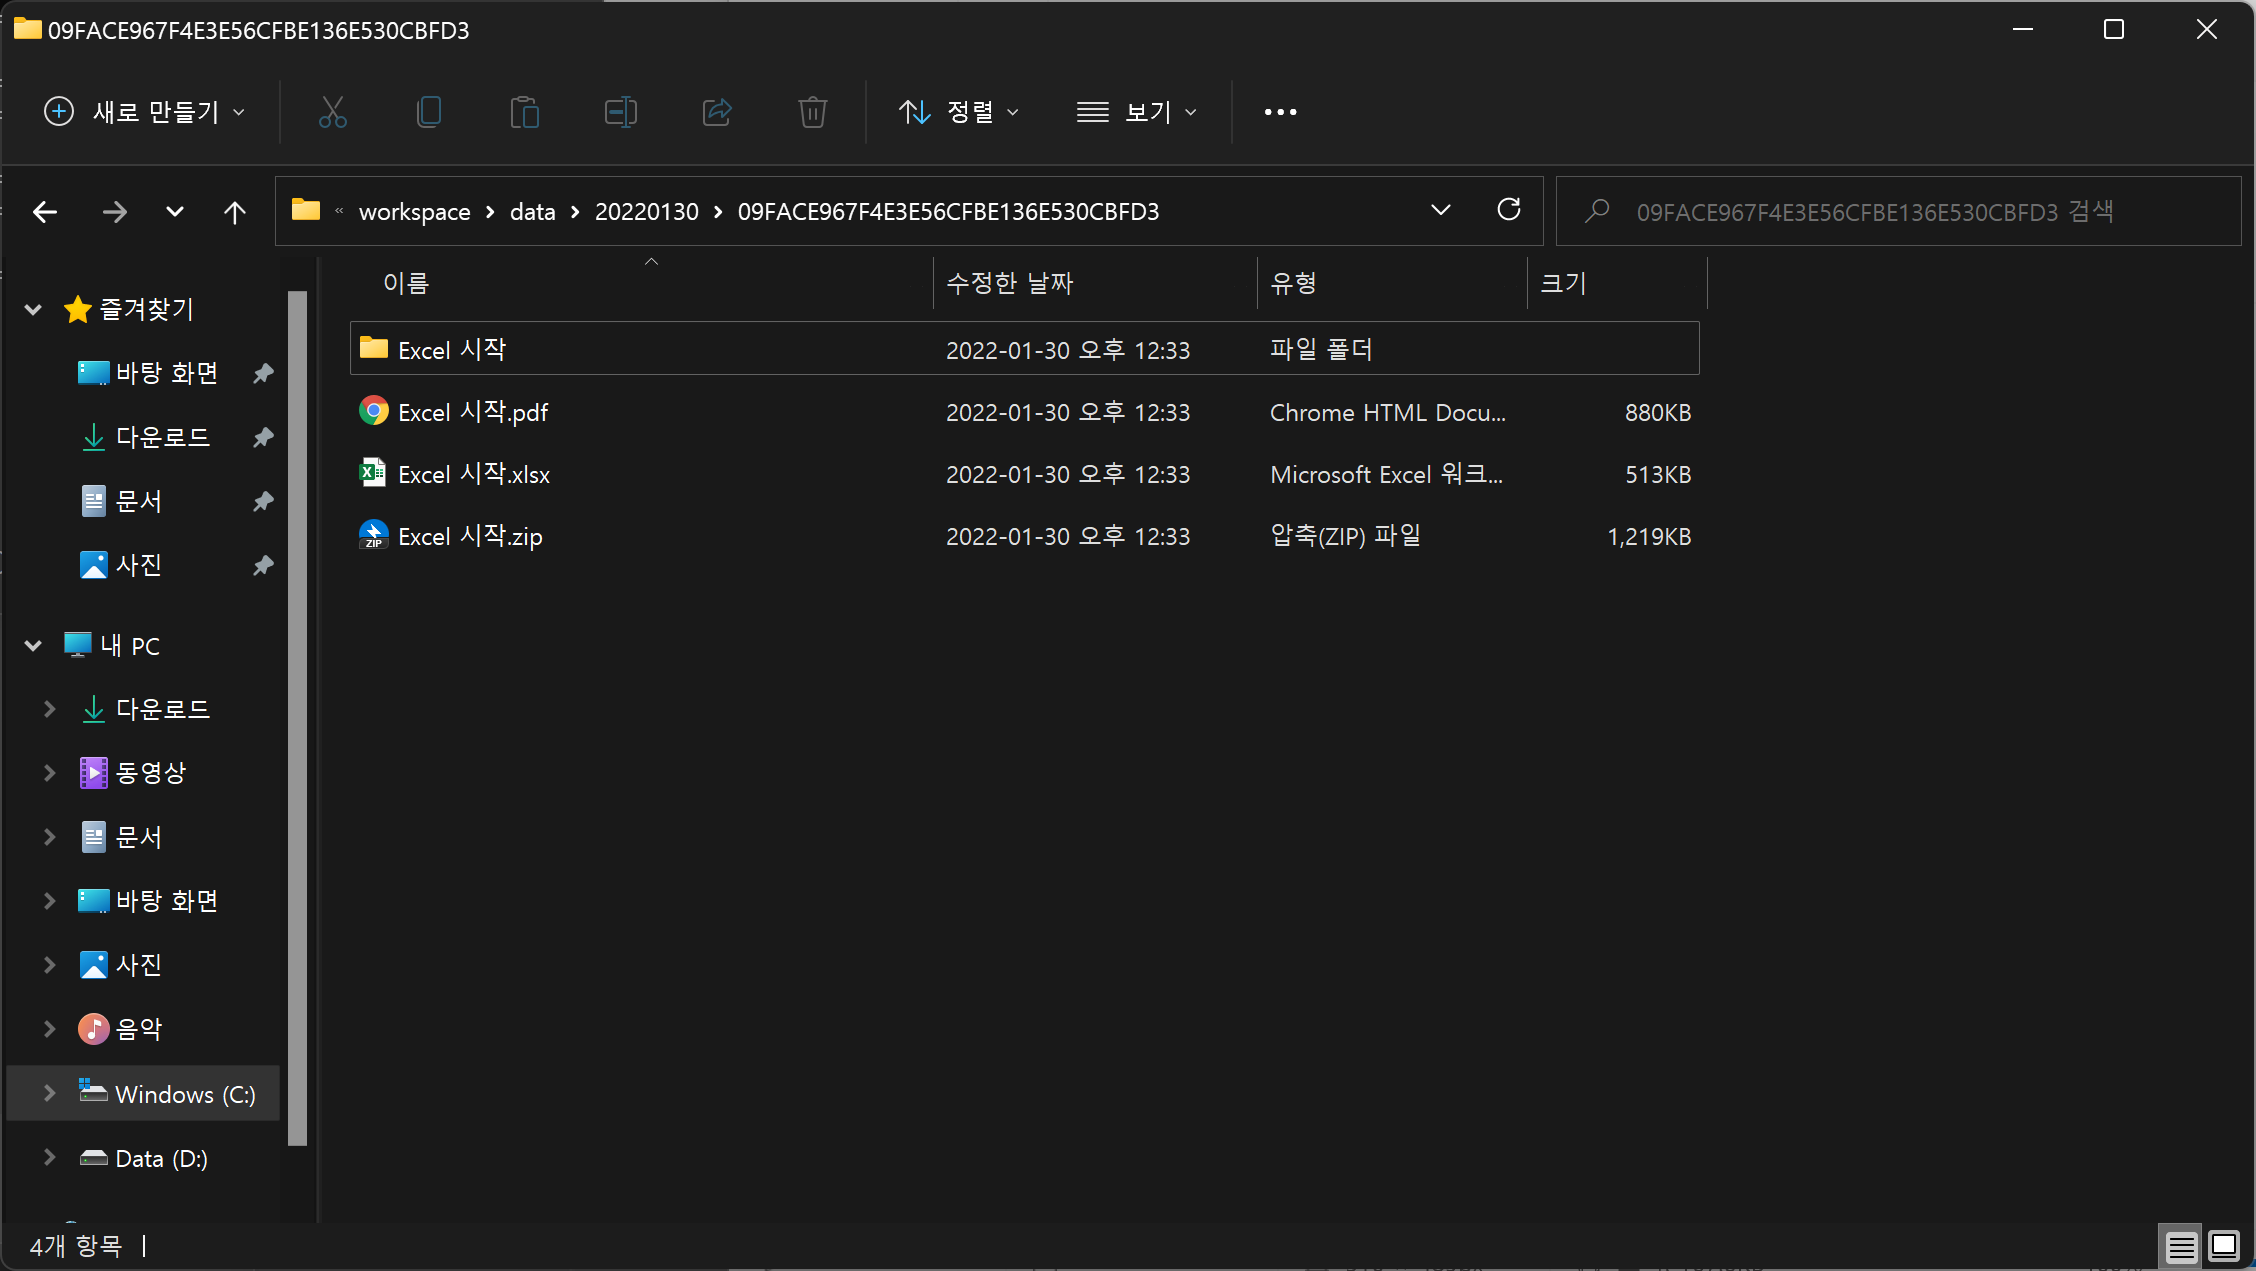 09FACE967F4E3E56CFBE136E530CBFD3
새로 만들기
정렬
보기
« workspace > data > 20220130 > 09FACE967F4E3E56CFBE136E530CBFD3
09FACE967F4E3E56CFBE136E530CBFD3 검색
이름 수정한 날짜 유형 크기
Excel 시작 2022-01-30 오후 12:33 파일 폴더
Excel 시작.pdf 2022-01-30 오후 12:33 Chrome HTML Docu... 880KB
Excel 시작.xlsx 2022-01-30 오후 12:33 Microsoft Excel 워크... 513KB
ZIP Excel 시작.zip 2022-01-30 오후 12:33 압축(ZIP) 파일 1,219KB
즐겨찾기
바탕 화면
다운로드
문서
사진
내 PC
다운로드
동영상
문서
바탕 화면
사진
음악
Windows (C:)
Data (D:)
4개 항목